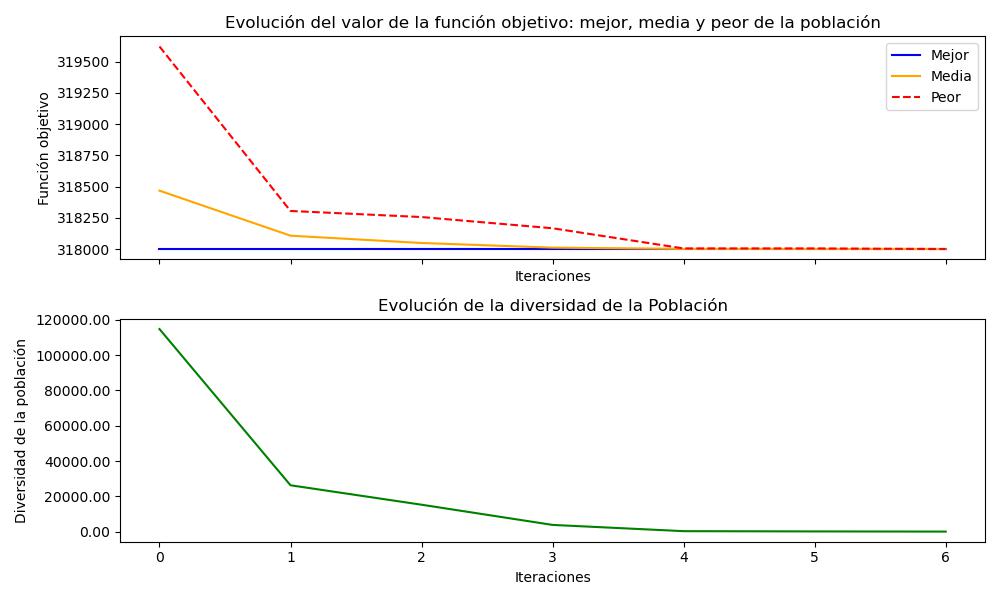 Evolución del valor de la función objetivo: mejor, media y peor de la población
Función objetivo
319500
319250
319000
318750
318500
318250
318000
Mejor
Media
Peor
Iteraciones
Evolución de la diversidad de la Población
Diversidad de la población
120000.00
100000.00
80000.00
60000.00
40000.00
20000.00
0.00
0 1 2 3 4 5 6
Iteraciones